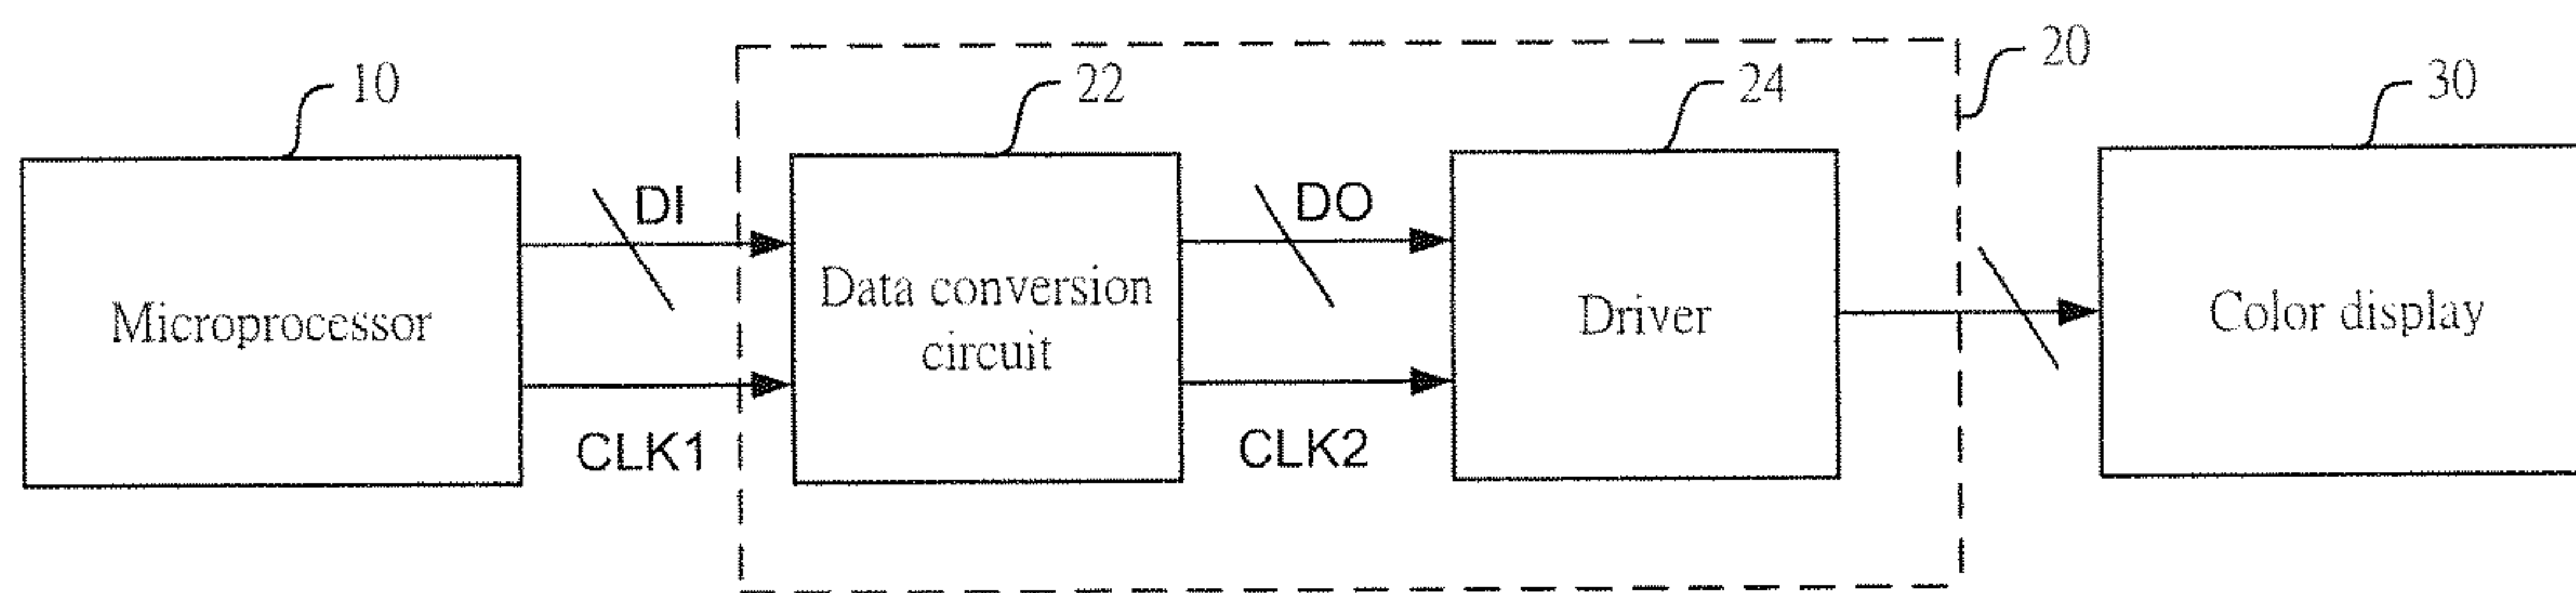 10
22
24
20
30
Microprocessor
DI
CLK1
Data conversion
circuit
DO
CLK2
Driver
Color display